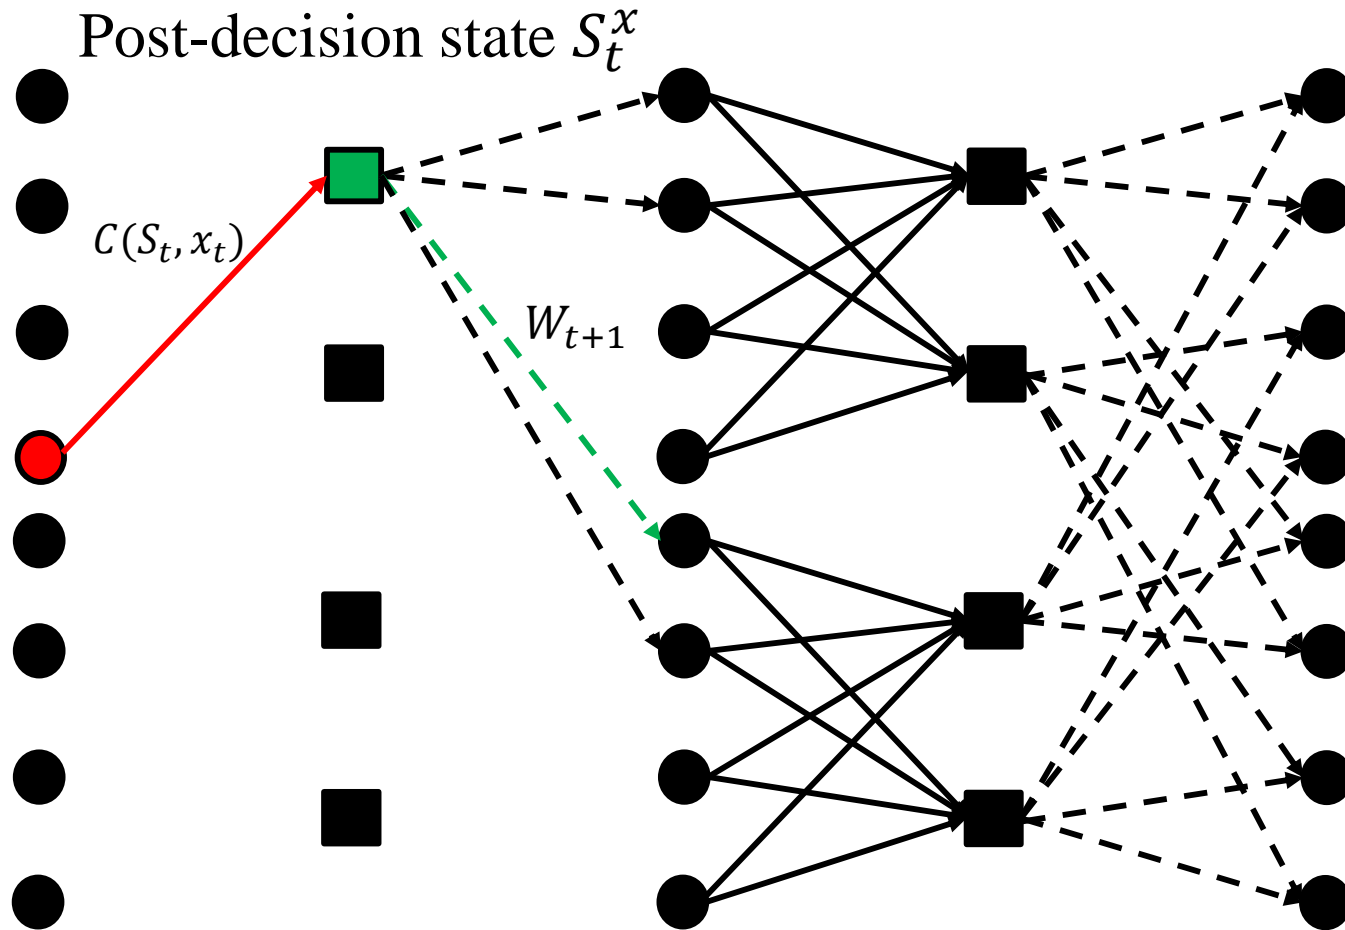 Post-decision state $S_t^x$
$C(S_t, x_t)$
$W_{t+1}$